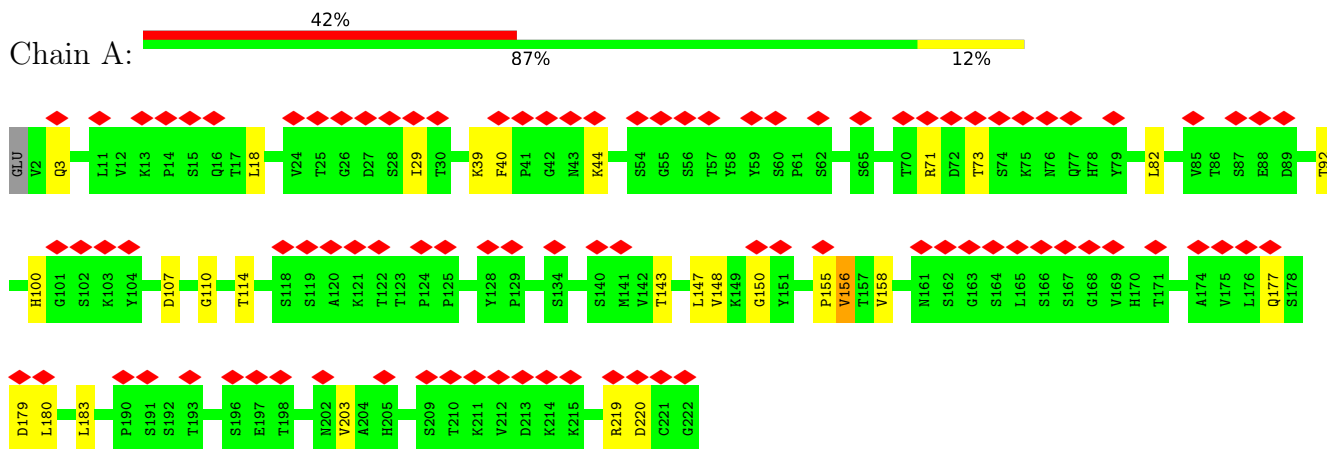 42%
Chain A:
87% 12%
GLU V2 Q3 L11 V12 K13 P14 S15 Q16 T17 L18 V24 T25 G26 D27 S28 I29 T30 K39 F40 P41 G42 N43 K44 S54 G55 S56 T57 Y58 Y59 S60 P61 S62 S65 T70 R71 D72 T73 S74 K75 N76 Q77 H78 Y79 L82 V85 T86 S87 E88 D89 T92
H100 G101 S102 K103 Y104 D107 G110 T114 S118 S119 A120 K121 T122 T123 P124 P125 Y128 P129 S134 S140 M141 V142 T143 L147 V148 K149 G150 Y151 P155 V156 T157 V158 N161 S162 G163 S164 L165 S166 S167 G168 V169 H170 T171 A174 V175 L176 Q177 S178
D179 L180 L183 P190 S191 S192 T193 S196 E197 T198 N202 V203 A204 H205 S209 T210 K211 V212 D213 K214 K215 R219 D220 C221 G222